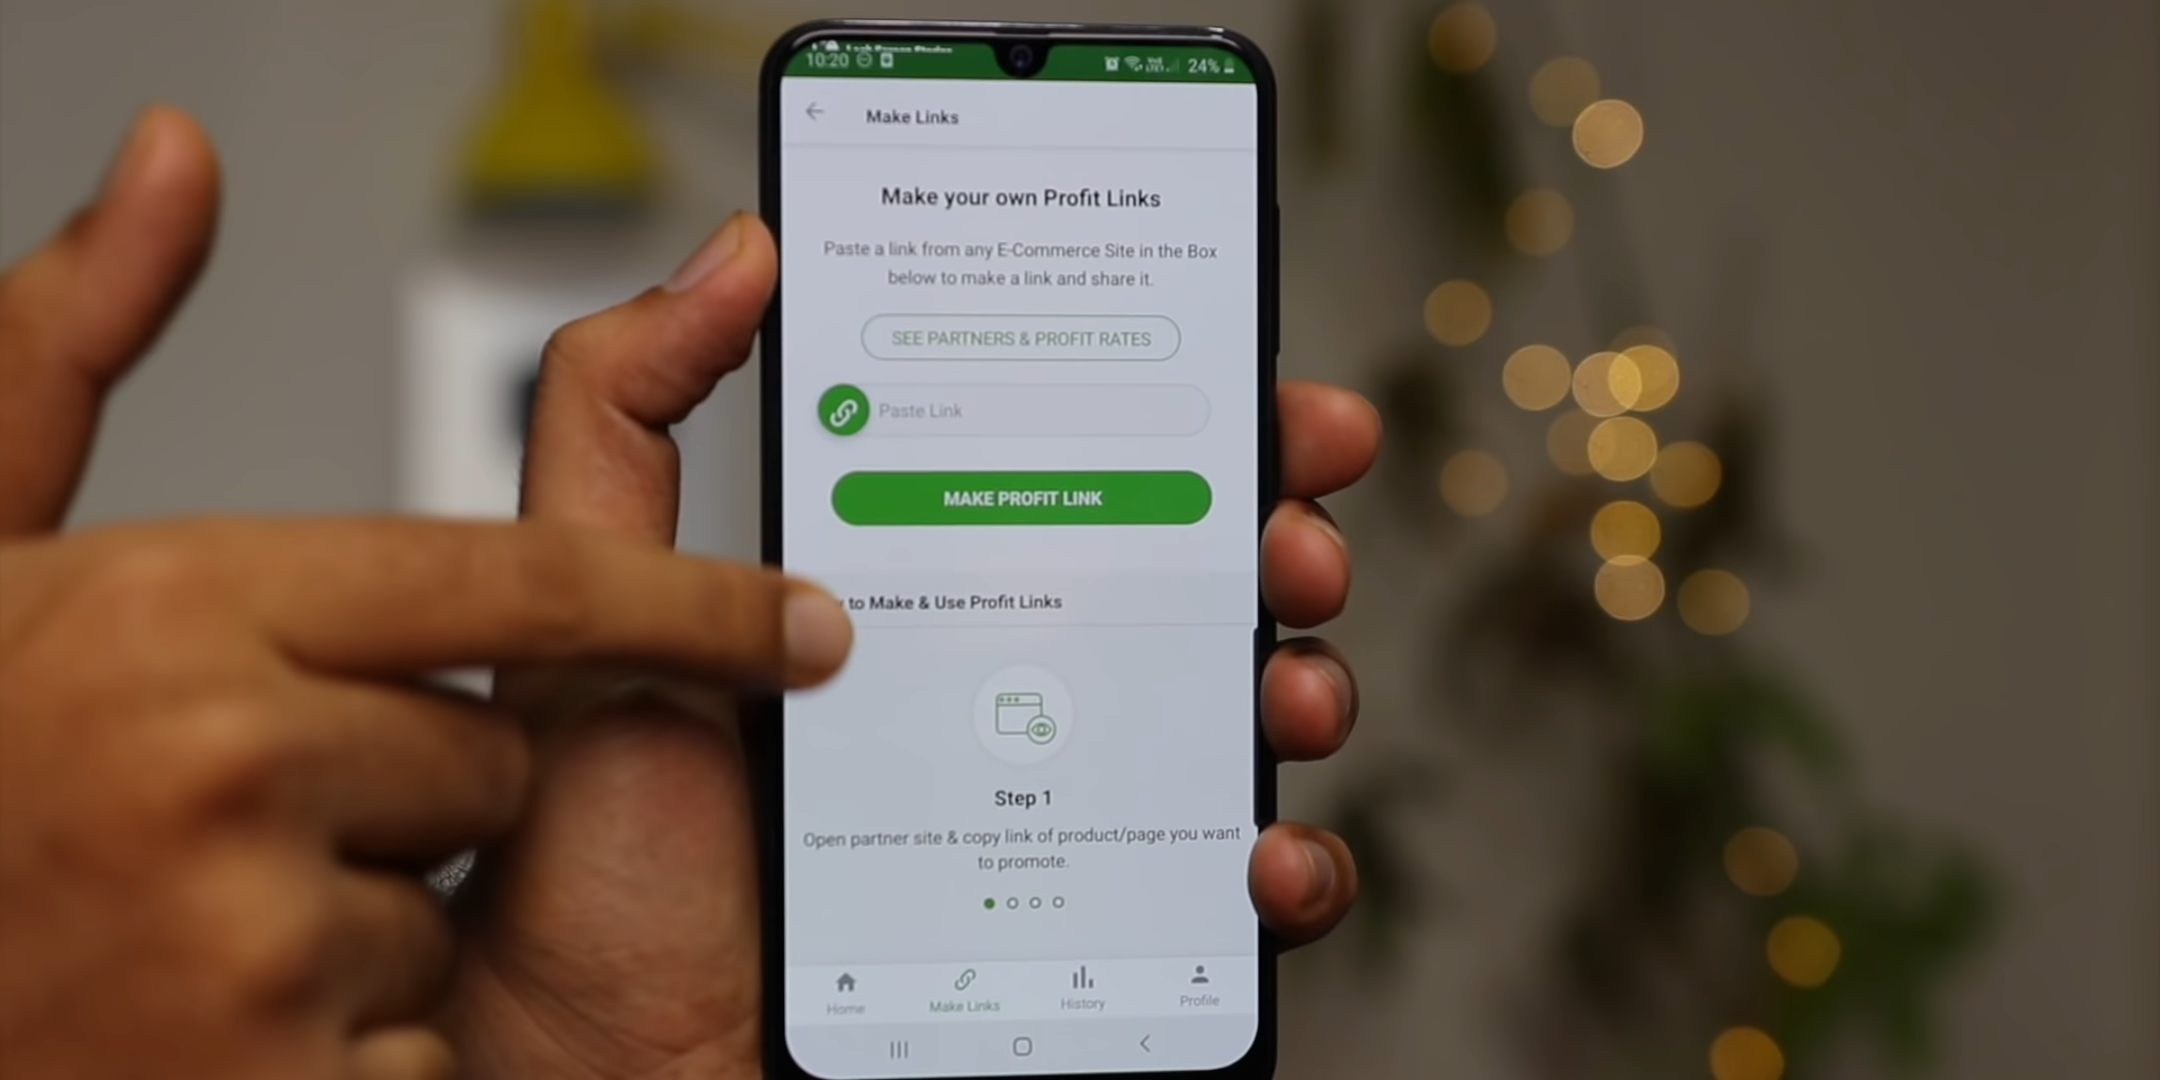 10:20
24%
Make Links
Make your own Profit Links
Paste a link from any E-Commerce Site in the Box
below to make a link and share it.
SEE PARTNERS & PROFIT RATES
Paste Link
MAKE PROFIT LINK
to Make & Use Profit Links
Step 1
Open partner site & copy link of product/page you want
to promote.
Home
Make Links
History
Profile